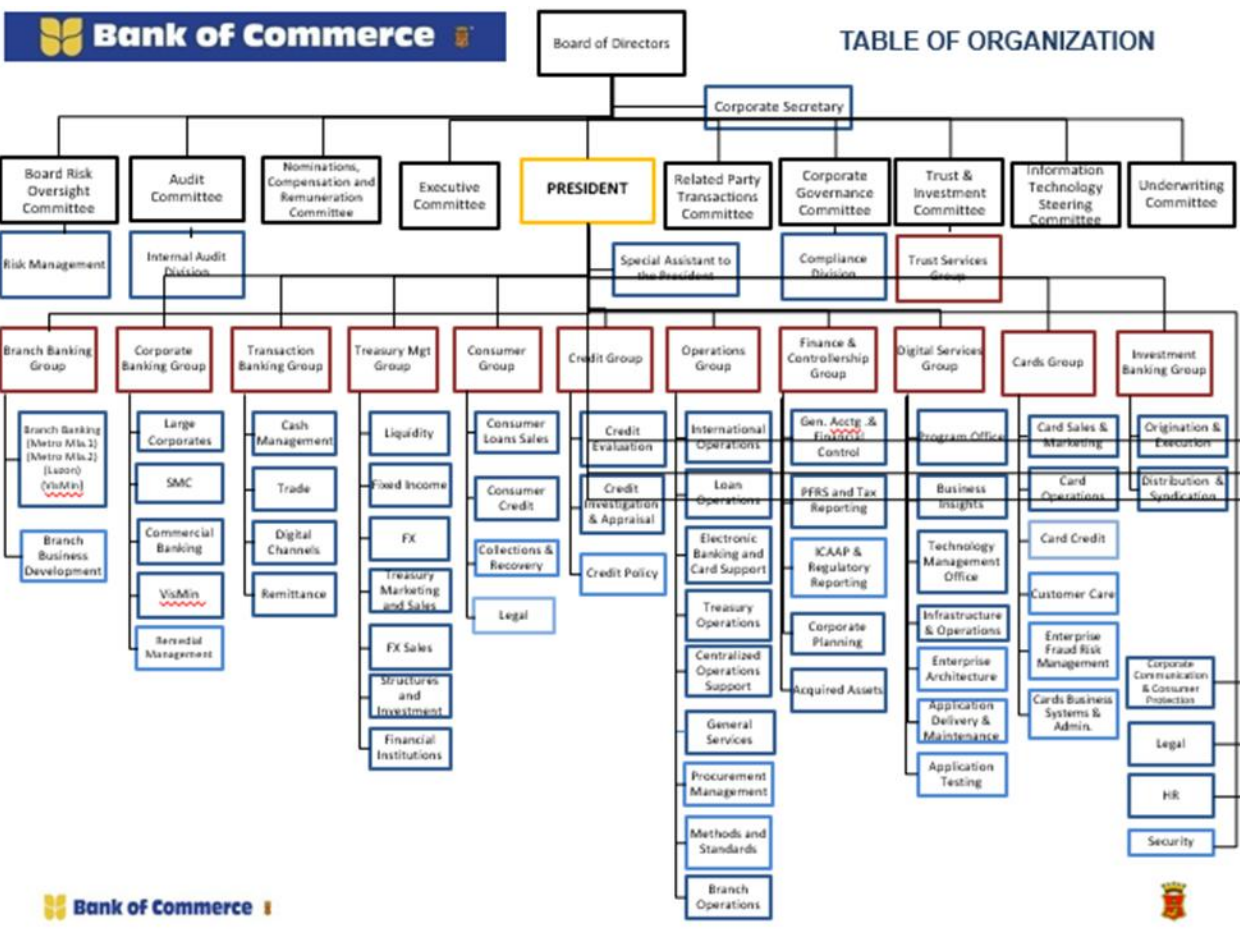 Bank of Commerce
TABLE OF ORGANIZATION
Board of Directors
Corporate Secretary
Board Risk
Oversight
Committee
Audit
Committee
Nominations,
Compensation and
Remuneration
Committee
Executive
Committee
PRESIDENT
Related Party
Transactions
Committee
Corporate
Governance
Committee
Trust &
Investment
Committee
Information
Technology
Steering
Committee
Underwriting
Committee
Risk Management
Internal Audit
Division
Special Assistant to
the President
Compliance
Division
Trust Services
Group
Branch Banking
Group
Corporate
Banking Group
Transaction
Banking Group
Treasury Mgt
Group
Consumer
Group
Credit Group
Operations
Group
Finance &
Controllership
Group
Digital Services
Group
Cards Group
Investment
Banking Group
Branch Banking
(Metro Mla.1)
(Metro Mla.2)
(Luzon)
(VisMin)
Branch
Business
Development
Large
Corporates
SMC
Commercial
Banking
VisMin
Remedial
Management
Cash
Management
Trade
Digital
Channels
Remittance
Liquidity
Fixed Income
FX
Treasury
Marketing
and Sales
FX Sales
Structures
and
Investment
Financial
Institutions
Consumer
Loans Sales
Consumer
Credit
Collections &
Recovery
Legal
Credit
Evaluation
Credit
Investigation
& Appraisal
Credit Policy
International
Operations
Loan
Operations
Electronic
Banking and
Card Support
Treasury
Operations
Centralized
Operations
Support
General
Services
Procurement
Management
Methods and
Standards
Branch
Operations
Gen. Acctg .&
Financial
Control
PFRS and Tax
Reporting
ICAAP &
Regulatory
Reporting
Corporate
Planning
Acquired Assets
Program Office
Business
Insights
Technology
Management
Office
Infrastructure
& Operations
Enterprise
Architecture
Application
Delivery &
Maintenance
Application
Testing
Card Sales &
Marketing
Card
Operations
Card Credit
Customer Care
Enterprise
Fraud Risk
Management
Cards Business
Systems &
Admin.
Origination &
Execution
Distribution &
Syndication
Corporate
Communication
& Consumer
Protection
Legal
HR
Security
Bank of Commerce